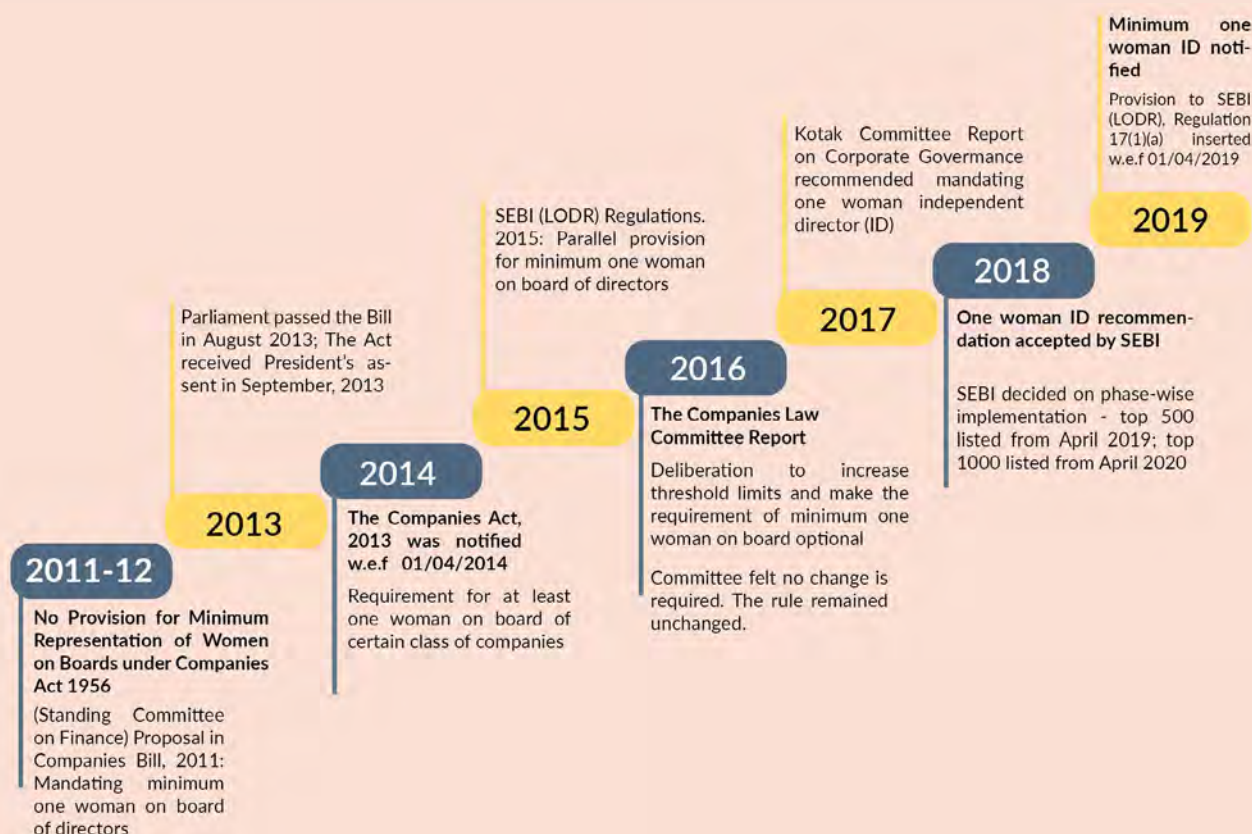 2011-12
No Provision for Minimum
Representation of Women
on Boards under Companies
Act 1956
(Standing Committee
on Finance) Proposal in
Companies Bill, 2011:
Mandating minimum
one woman on board
of directors
Parliament passed the Bill
in August 2013; The Act
received President's as-
sent in September, 2013
2013
2014
The Companies Act,
2013 was notified
w.e.f 01/04/2014
Requirement for at least
one woman on board of
certain class of companies
SEBI (LODR) Regulations.
2015: Parallel provision
for minimum one woman
on board of directors
2015
2016
The Companies Law
Committee Report
Deliberation to increase
threshold limits and make the
requirement of minimum one
woman on board optional
Committee felt no change is
required. The rule remained
unchanged.
Kotak Committee Report
on Corporate Govermance
recommended mandating
one woman independent
director (ID)
2017
2018
One woman ID recommen-
dation accepted by SEBI
SEBI decided on phase-wise
implementation - top 500
listed from April 2019; top
1000 listed from April 2020
Minimum one
woman ID noti-
fied
Provision to SEBI
(LODR), Regulation
17(1)(a) inserted
w.e.f 01/04/2019
2019